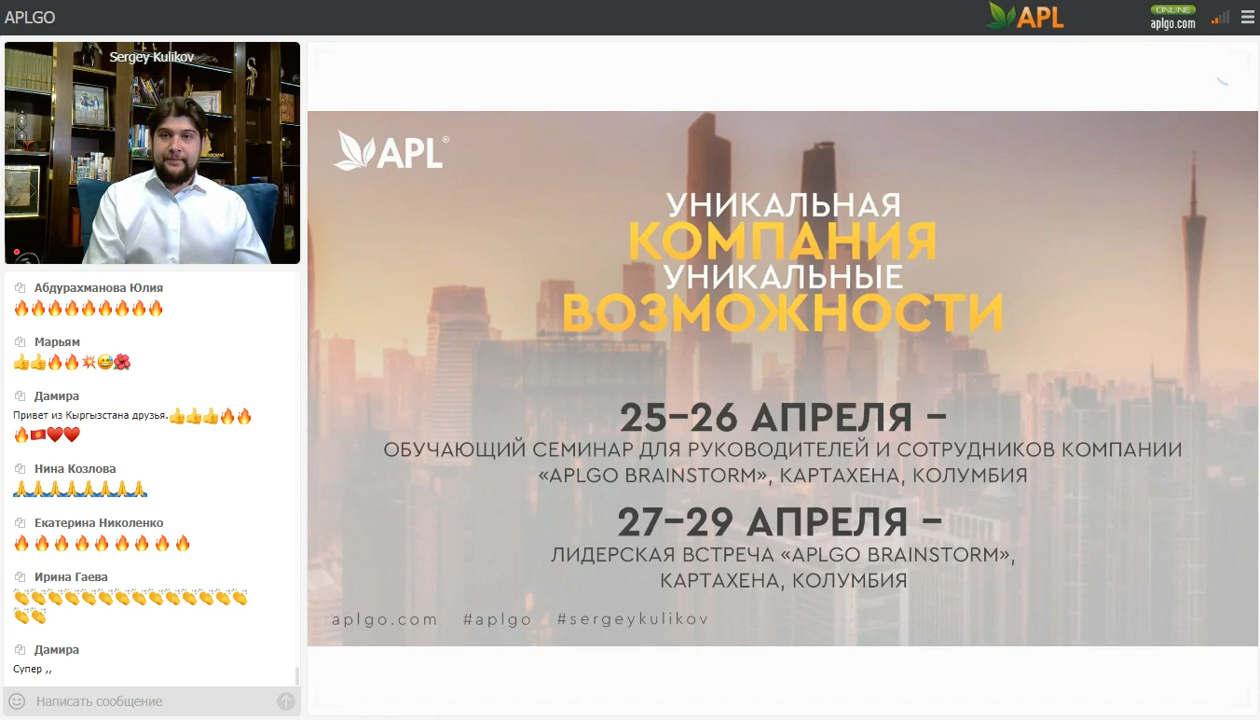 APLGO
APL
ONLINE
aplgo.com
Sergey Kulikov
Абдурахманова Юлия
Марьям
Дамира
Привет из Кыргызстана друзья.
Нина Козлова
Екатерина Николенко
Ирина Гаева
Дамира
Супер ,,
Написать сообщение
APL®
УНИКАЛЬНАЯ
КОМПАНИЯ
УНИКАЛЬНЫЕ
ВОЗМОЖНОСТИ
25–26 АПРЕЛЯ –
ОБУЧАЮЩИЙ СЕМИНАР ДЛЯ РУКОВОДИТЕЛЕЙ И СОТРУДНИКОВ КОМПАНИИ
«APLGO BRAINSTORM», КАРТАХЕНА, КОЛУМБИЯ
27–29 АПРЕЛЯ –
ЛИДЕРСКАЯ ВСТРЕЧА «APLGO BRAINSTORM»,
КАРТАХЕНА, КОЛУМБИЯ
aplgo.com #aplgo #sergeykulikov